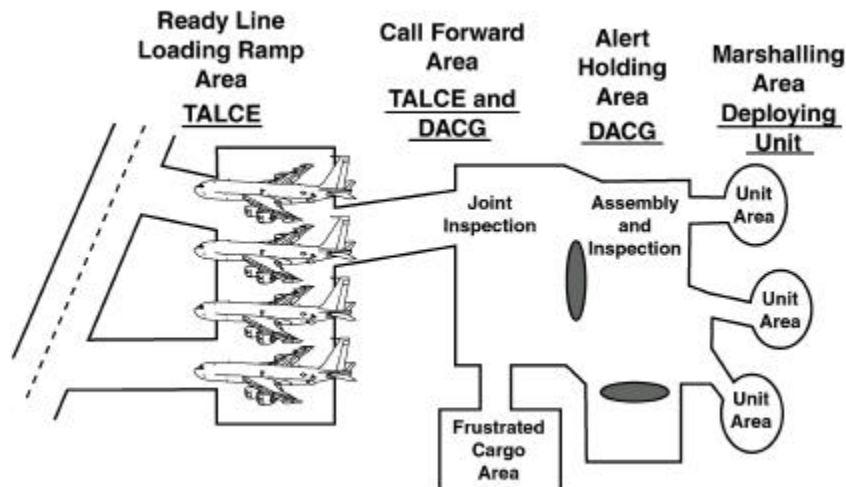 Ready Line
Loading Ramp
Area
TALCE
Call Forward
Area
TALCE and
DACG
Alert
Holding
Area
DACG
Marshalling
Area
Deploying
Unit
Joint
Inspection
Assembly
and
Inspection
Unit
Area
Unit
Area
Unit
Area
Frustrated
Cargo
Area